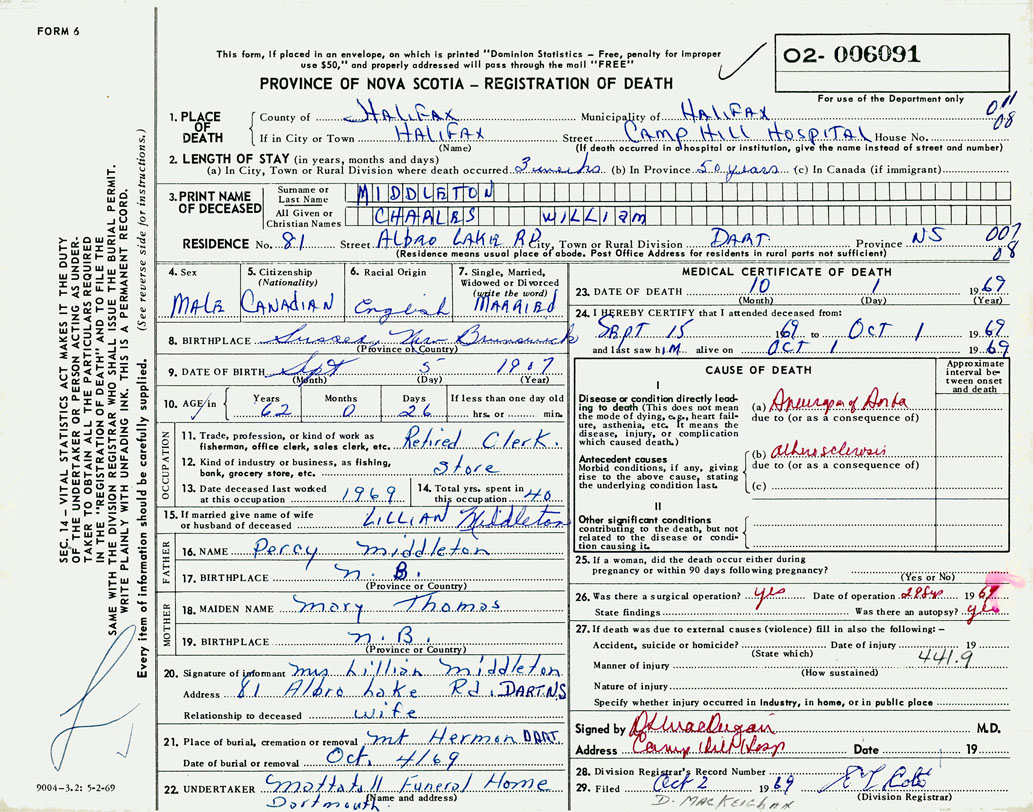 FORM 6
This form, if placed in an envelope, on which is printed "Dominion Statistics – Free, penalty for improper
use $50," and properly addressed will pass through the mail "FREE"
PROVINCE OF NOVA SCOTIA – REGISTRATION OF DEATH
02- 006091
For use of the Department only
011
08
1. PLACE OF DEATH
County of HALIFAX Municipality of HALIFAX
If in City or Town HALIFAX Street CAMP HILL HOSPITAL House No.
(Name) (If death occurred in a hospital or institution, give the name instead of street and number)
2. LENGTH OF STAY (in years, months and days)
(a) In City, Town or Rural Division where death occurred 3 weeks (b) In Province 50 years (c) In Canada (if immigrant)
3. PRINT NAME OF DECEASED
Surname or Last Name MIDDLETON
All Given or Christian Names CHARLES WILLIAM
RESIDENCE No. 81 Street Albro LAKE RD City, Town or Rural Division DART. Province NS 007
(Residence means usual place of abode. Post Office Address for residents in rural parts not sufficient) 08
4. Sex MALE
5. Citizenship (Nationality) CANADIAN
6. Racial Origin English
7. Single, Married, Widowed or Divorced (write the word) MARRIED
8. BIRTHPLACE Sussex New Brunswick
(Province or Country)
9. DATE OF BIRTH Sept 5 1907
(Month) (Day) (Year)
10. AGE in Years 62 Months 0 Days 26 If less than one day old hrs. or min.
OCCUPATION
11. Trade, profession, or kind of work as fisherman, office clerk, sales clerk, etc. Retired Clerk.
12. Kind of industry or business, as fishing, bank, grocery store, etc. Store
13. Date deceased last worked at this occupation 1969
14. Total yrs. spent in this occupation 40
15. If married give name of wife or husband of deceased LILLIAN Middleton
FATHER
16. NAME Percy Middleton
17. BIRTHPLACE N.B.
(Province or Country)
MOTHER
18. MAIDEN NAME Mary Thomas
19. BIRTHPLACE N.B.
(Province or Country)
20. Signature of informant Mrs Lillian Middleton
Address 81 Albro Lake Rd. DART. N.S
Relationship to deceased wife
21. Place of burial, cremation or removal Mt Hermon DART.
Date of burial or removal Oct. 4/69
22. UNDERTAKER Mattatall Funeral Home
Dartmouth (Name and address)
MEDICAL CERTIFICATE OF DEATH
23. DATE OF DEATH 10 1 1969
(Month) (Day) (Year)
24. I HEREBY CERTIFY that I attended deceased from:
SEPT 15 1969 to OCT 1 1969
and last saw hIM alive on OCT 1 1969
CAUSE OF DEATH
Approximate interval between onset and death
I
Disease or condition directly leading to death (This does not mean the mode of dying, e.g., heart failure, asthenia, etc. It means the disease, injury, or complication which caused death.)
(a) Aneurysm of Aorta
due to (or as a consequence of)
Antecedent causes
Morbid conditions, if any, giving rise to the above cause, stating the underlying condition last.
(b) atherosclerosis
due to (or as a consequence of)
(c)
II
Other significant conditions
contributing to the death, but not related to the disease or condition causing it.
25. If a woman, did the death occur either during
pregnancy or within 90 days following pregnancy?
(Yes or No)
26. Was there a surgical operation? yes Date of operation 29 Sep 1969
State findings Was there an autopsy? yes
27. If death was due to external causes (violence) fill in also the following: –
Accident, suicide or homicide? Date of injury 19
(State which) 441.9
Manner of injury
(How sustained)
Nature of injury
Specify whether injury occurred in industry, in home, or in public place
Signed by M.D.
Address Camp Hill Hosp Date 19
28. Division Registrar's Record Number
29. Filed Oct 2 1969
(Division Registrar)
D. MacKeigan
SEC. 14 – VITAL STATISTICS ACT MAKES IT THE DUTY
OF THE UNDERTAKER OR PERSON ACTING AS UNDER-
TAKER TO OBTAIN ALL THE PARTICULARS REQUIRED
IN THE "REGISTRATION OF DEATH" AND TO FILE THE
SAME WITH THE DIVISION REGISTRAR WHO SHALL ISSUE THE BURIAL PERMIT.
WRITE PLAINLY WITH UNFADING INK. THIS IS A PERMANENT RECORD.
Every item of information should be carefully supplied. (See reverse side for instructions.)
9004-3.2: 5-2-69